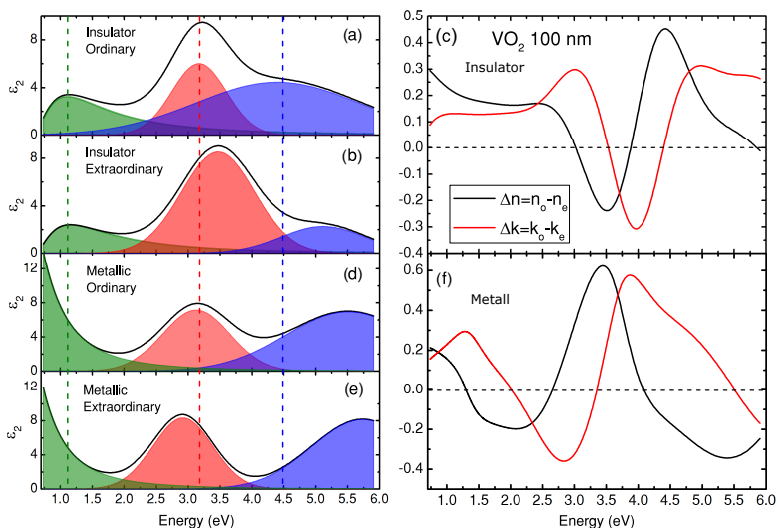 Insulator
Ordinary
(a)
ε2
8
4
0
Insulator
Extraordinary
(b)
ε2
8
4
0
Metallic
Ordinary
(d)
ε2
12
8
4
0
Metallic
Extraordinary
(e)
ε2
12
8
4
0
1.0 1.5 2.0 2.5 3.0 3.5 4.0 4.5 5.0 5.5 6.0
Energy (eV)
(c) VO2 100 nm
Insulator
0.5
0.4
0.3
0.2
0.1
0.0
-0.1
-0.2
-0.3
-0.4
Δn=no-ne
Δk=ko-ke
(f)
Metall
0.6
0.4
0.2
0.0
-0.2
-0.4
1.0 1.5 2.0 2.5 3.0 3.5 4.0 4.5 5.0 5.5 6.0
Energy (eV)